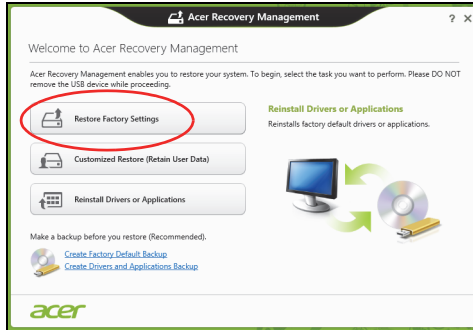 Acer Recovery Management
? X
Welcome to Acer Recovery Management
Acer Recovery Management enables you to restore your system. To begin, select the task you want to perform. Please DO NOT
remove the USB device while proceeding.
Restore Factory Settings
Customized Restore (Retain User Data)
Reinstall Drivers or Applications
Reinstall Drivers or Applications
Reinstalls factory default drivers or applications.
Make a backup before you restore (Recommended).
Create Factory Default Backup
Create Drivers and Applications Backup
acer